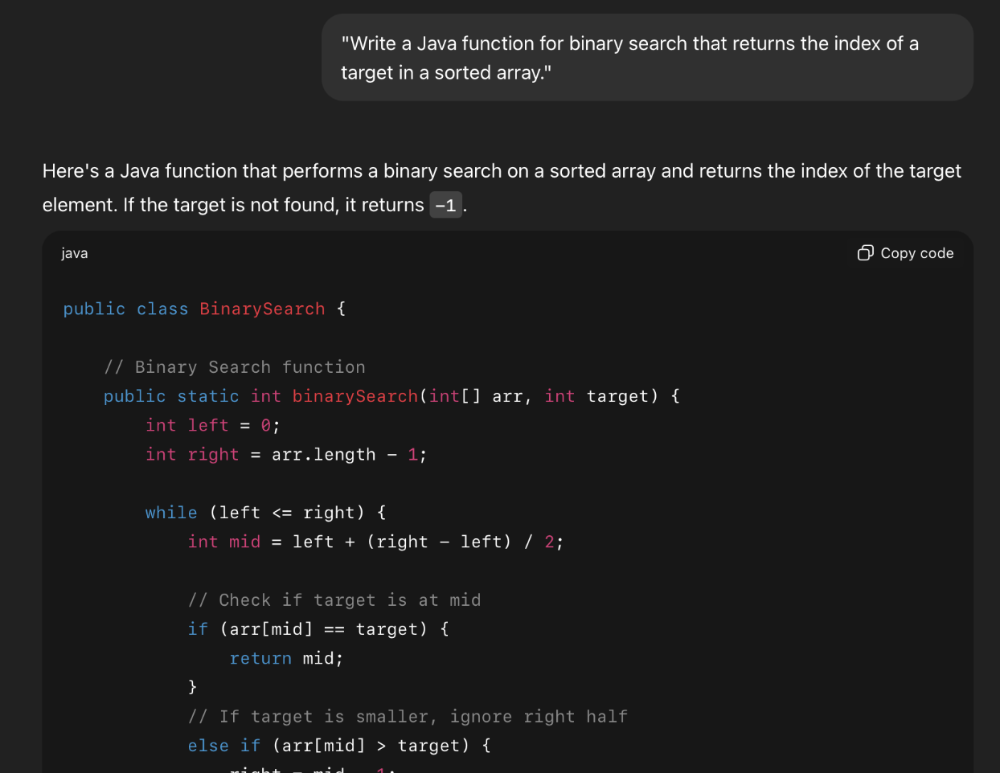 "Write a Java function for binary search that returns the index of a
target in a sorted array."
Here's a Java function that performs a binary search on a sorted array and returns the index of the target
element. If the target is not found, it returns -1.
java
Copy code
public class BinarySearch {
    // Binary Search function
    public static int binarySearch(int[] arr, int target) {
        int left = 0;
        int right = arr.length - 1;
        while (left <= right) {
            int mid = left + (right - left) / 2;
            // Check if target is at mid
            if (arr[mid] == target) {
                return mid;
            }
            // If target is smaller, ignore right half
            else if (arr[mid] > target) {
                right = mid - 1;